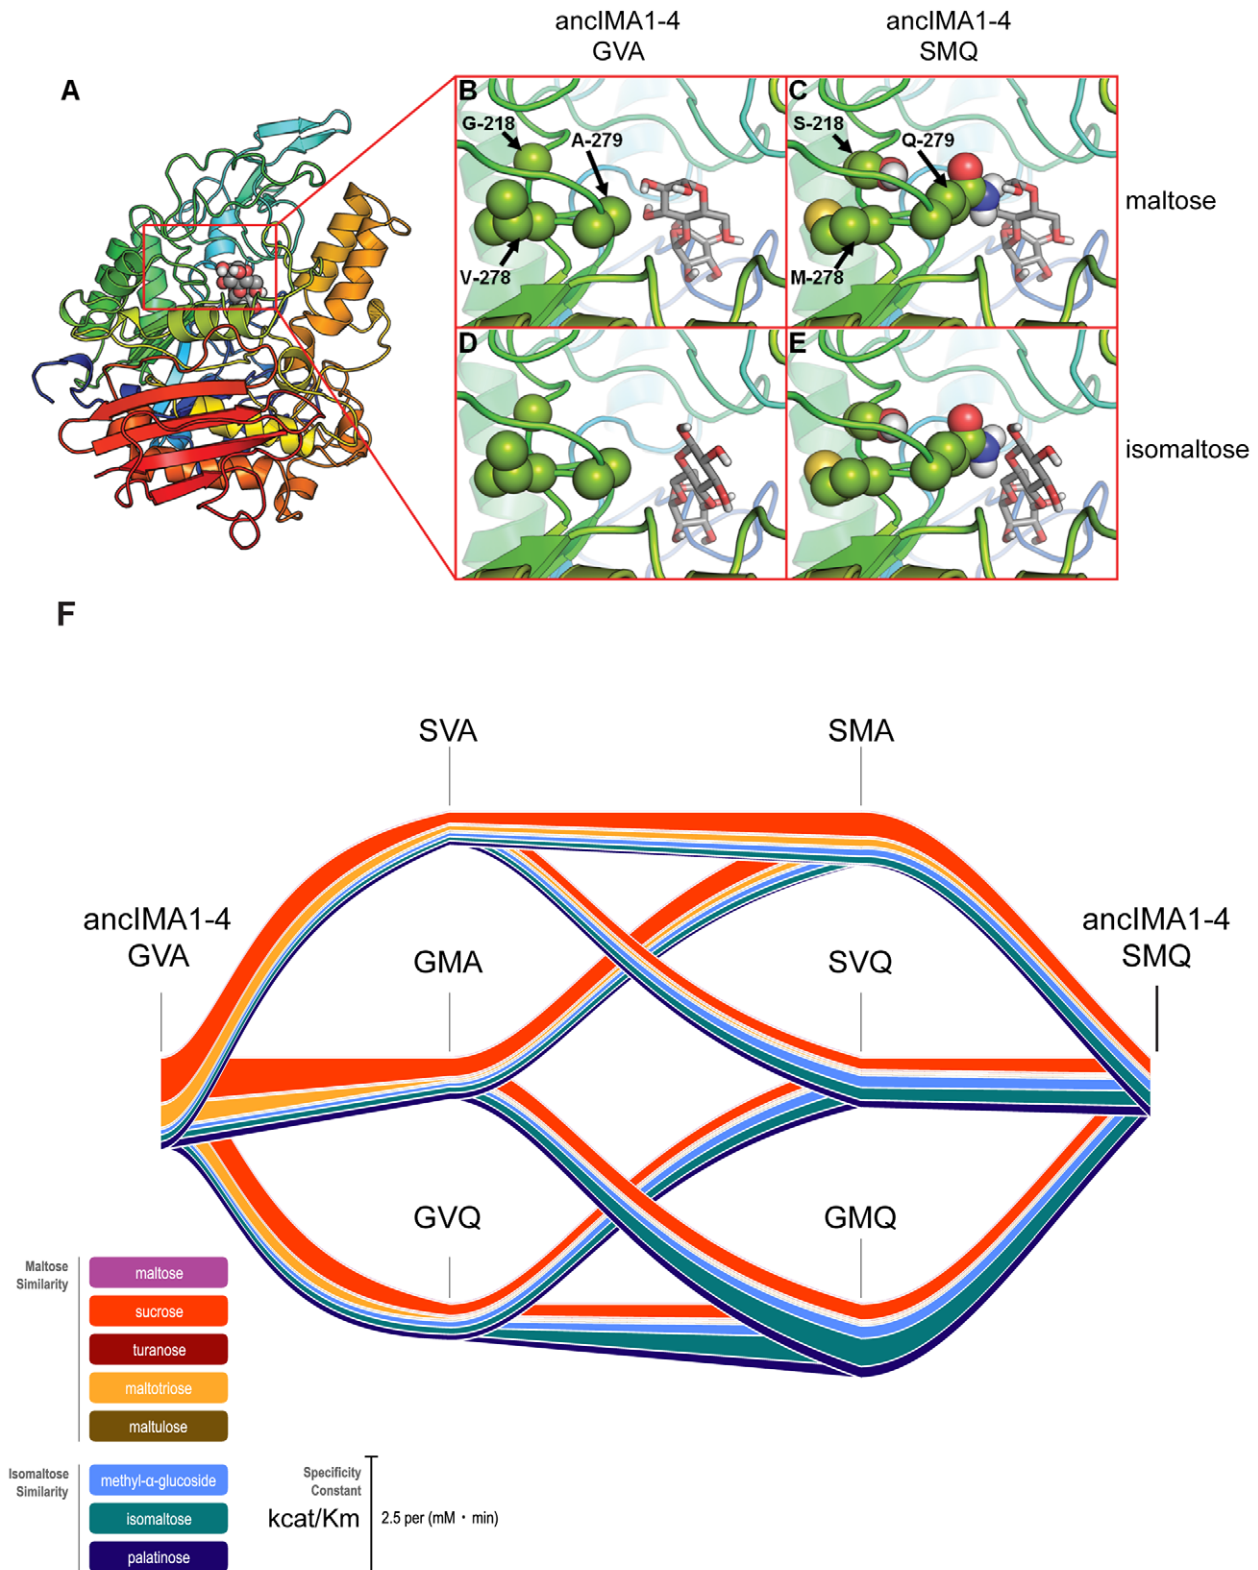 ancIMA1-4
GVA
ancIMA1-4
SMQ
A
B
G-218
A-279
V-278
C
S-218
Q-279
M-278
maltose
D
E
isomaltose
F
SVA
SMA
ancIMA1-4
GVA
GMA
SVQ
ancIMA1-4
SMQ
GVQ
GMQ
Maltose
Similarity
maltose
sucrose
turanose
maltotriose
maltulose
Isomaltose
Similarity
methyl-α-glucoside
isomaltose
palatinose
Specificity
Constant
kcat/Km
2.5 per (mM · min)